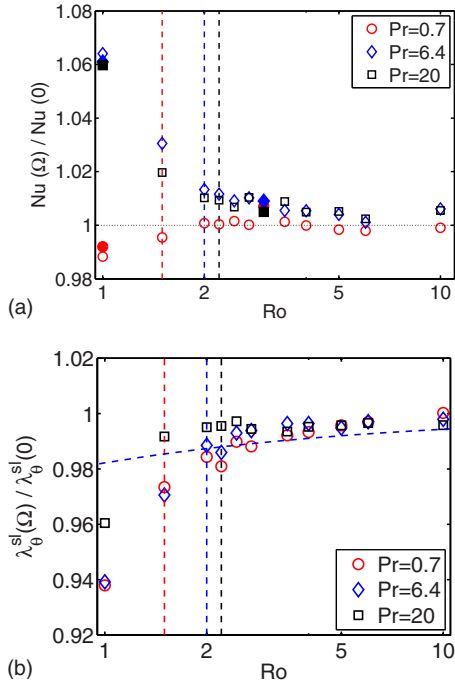 1.06
1.04
1.02
1
0.98
Nu (Ω) / Nu (0)
Pr=0.7
Pr=6.4
Pr=20
1 2 5 10
Ro
(a)
1.02
1
0.98
0.96
0.94
0.92
λθsl(Ω) / λθsl(0)
Pr=0.7
Pr=6.4
Pr=20
1 2 5 10
Ro
(b)